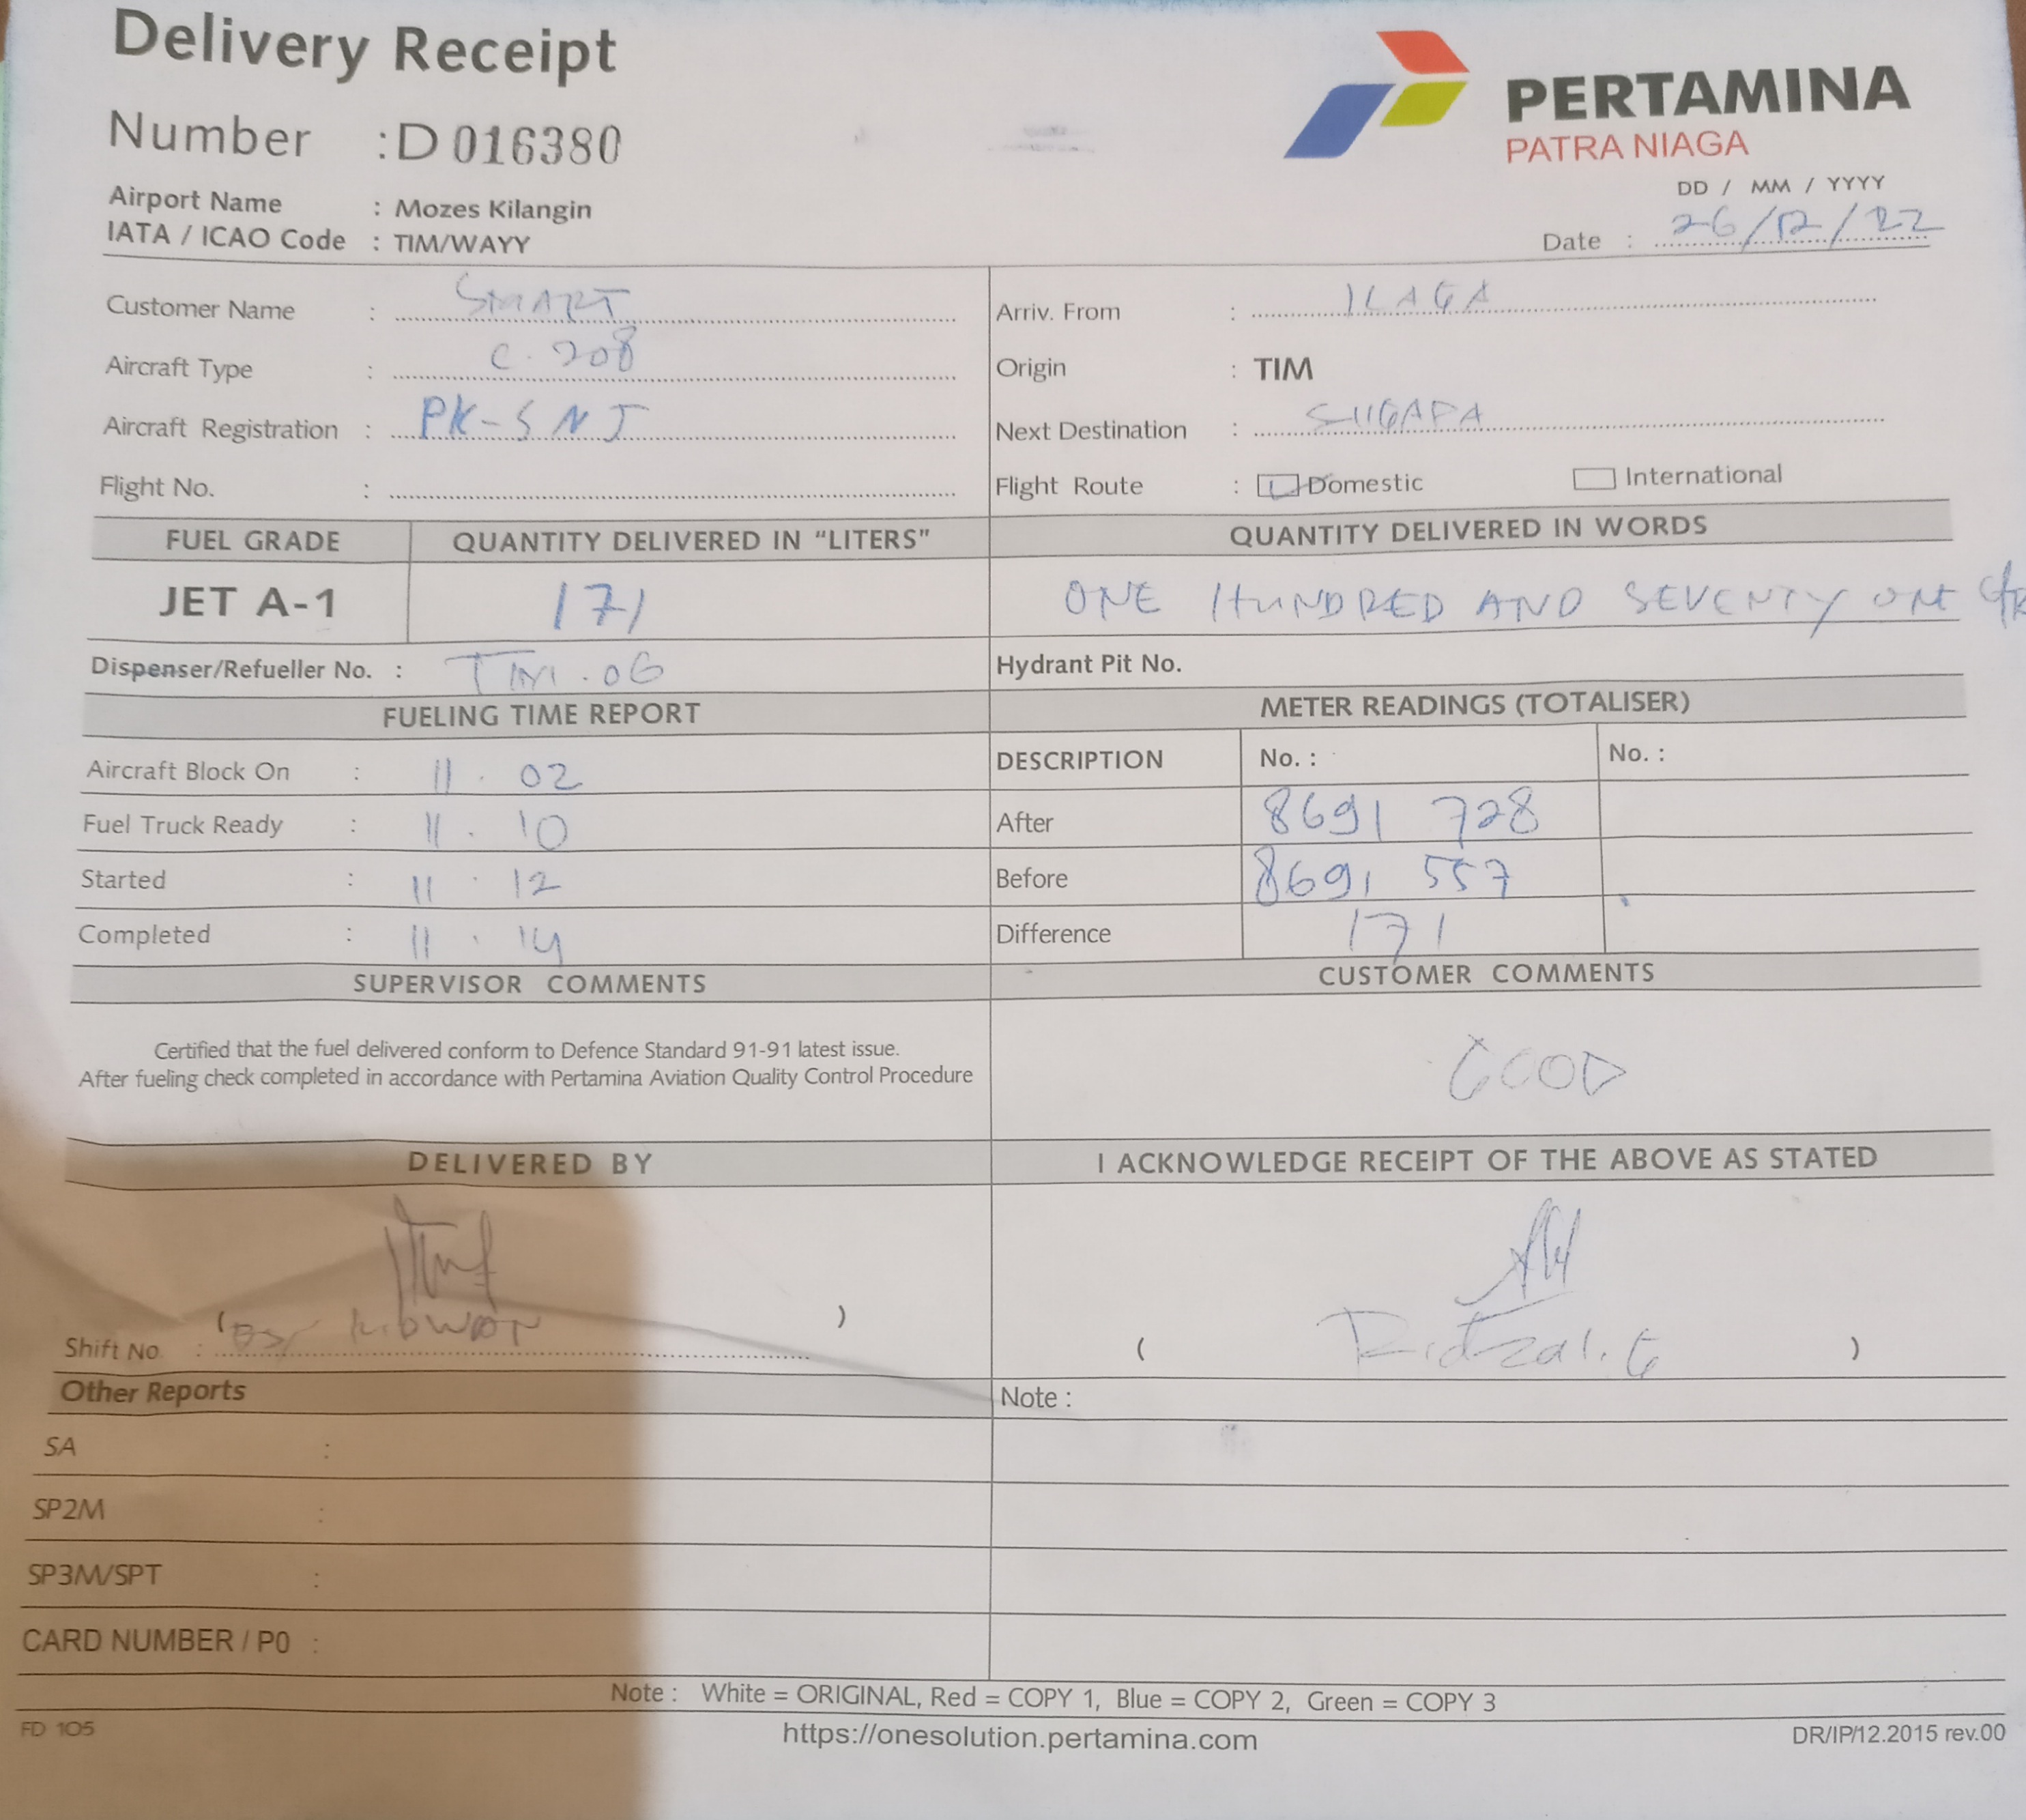 Delivery Receipt
PERTAMINA
PATRA NIAGA
Number : D 016380
DD / MM / YYYY
Date : 26/12/22
Airport Name : Mozes Kilangin
IATA / ICAO Code : TIM/WAYY
Customer Name : SMART
Arriv. From : ILAGA
Aircraft Type : C. 208
Origin : TIM
Aircraft Registration : PK-SNJ
Next Destination :
Flight No. :
Flight Route : Domestic International
FUEL GRADE QUANTITY DELIVERED IN "LITERS" QUANTITY DELIVERED IN WORDS
JET A-1 171 ONE HUNDRED AND SEVENTY ONE
Dispenser/Refueller No. : TIM.06 Hydrant Pit No.
FUELING TIME REPORT METER READINGS (TOTALISER)
Aircraft Block On : 11.02 DESCRIPTION No. : No. :
Fuel Truck Ready : 11.10 After 8691 728
Started : 11.12 Before 8691 557
Completed : 11.14 Difference 171
SUPERVISOR COMMENTS CUSTOMER COMMENTS
Certified that the fuel delivered conform to Defence Standard 91-91 latest issue.
After fueling check completed in accordance with Pertamina Aviation Quality Control Procedure
GOOD
DELIVERED BY I ACKNOWLEDGE RECEIPT OF THE ABOVE AS STATED
( )
Shift No. :
( )
Other Reports Note :
SA :
SP2M :
SP3M/SPT :
CARD NUMBER / P0 :
Note : White = ORIGINAL, Red = COPY 1, Blue = COPY 2, Green = COPY 3
FD 105 https://onesolution.pertamina.com DR/IP/12.2015 rev.00